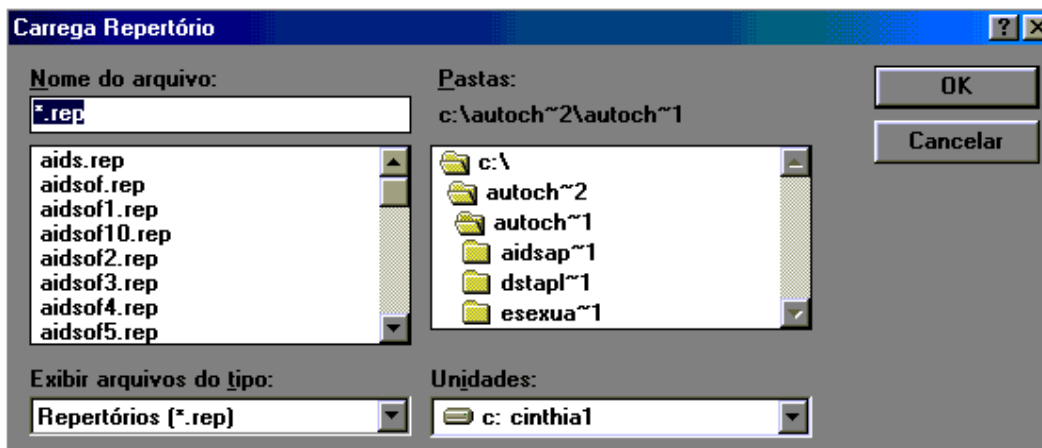 Carrega Repertório
Nome do arquivo:
*.rep
aids.rep
aidsof.rep
aidsof1.rep
aidsof10.rep
aidsof2.rep
aidsof3.rep
aidsof4.rep
aidsof5.rep
Exibir arquivos do tipo:
Repertórios (*.rep)
Pastas:
c:\autoch~2\autoch~1
c:\
autoch~2
autoch~1
aidsap~1
dstapl~1
esexua~1
Unidades:
c: cinthia1
OK
Cancelar